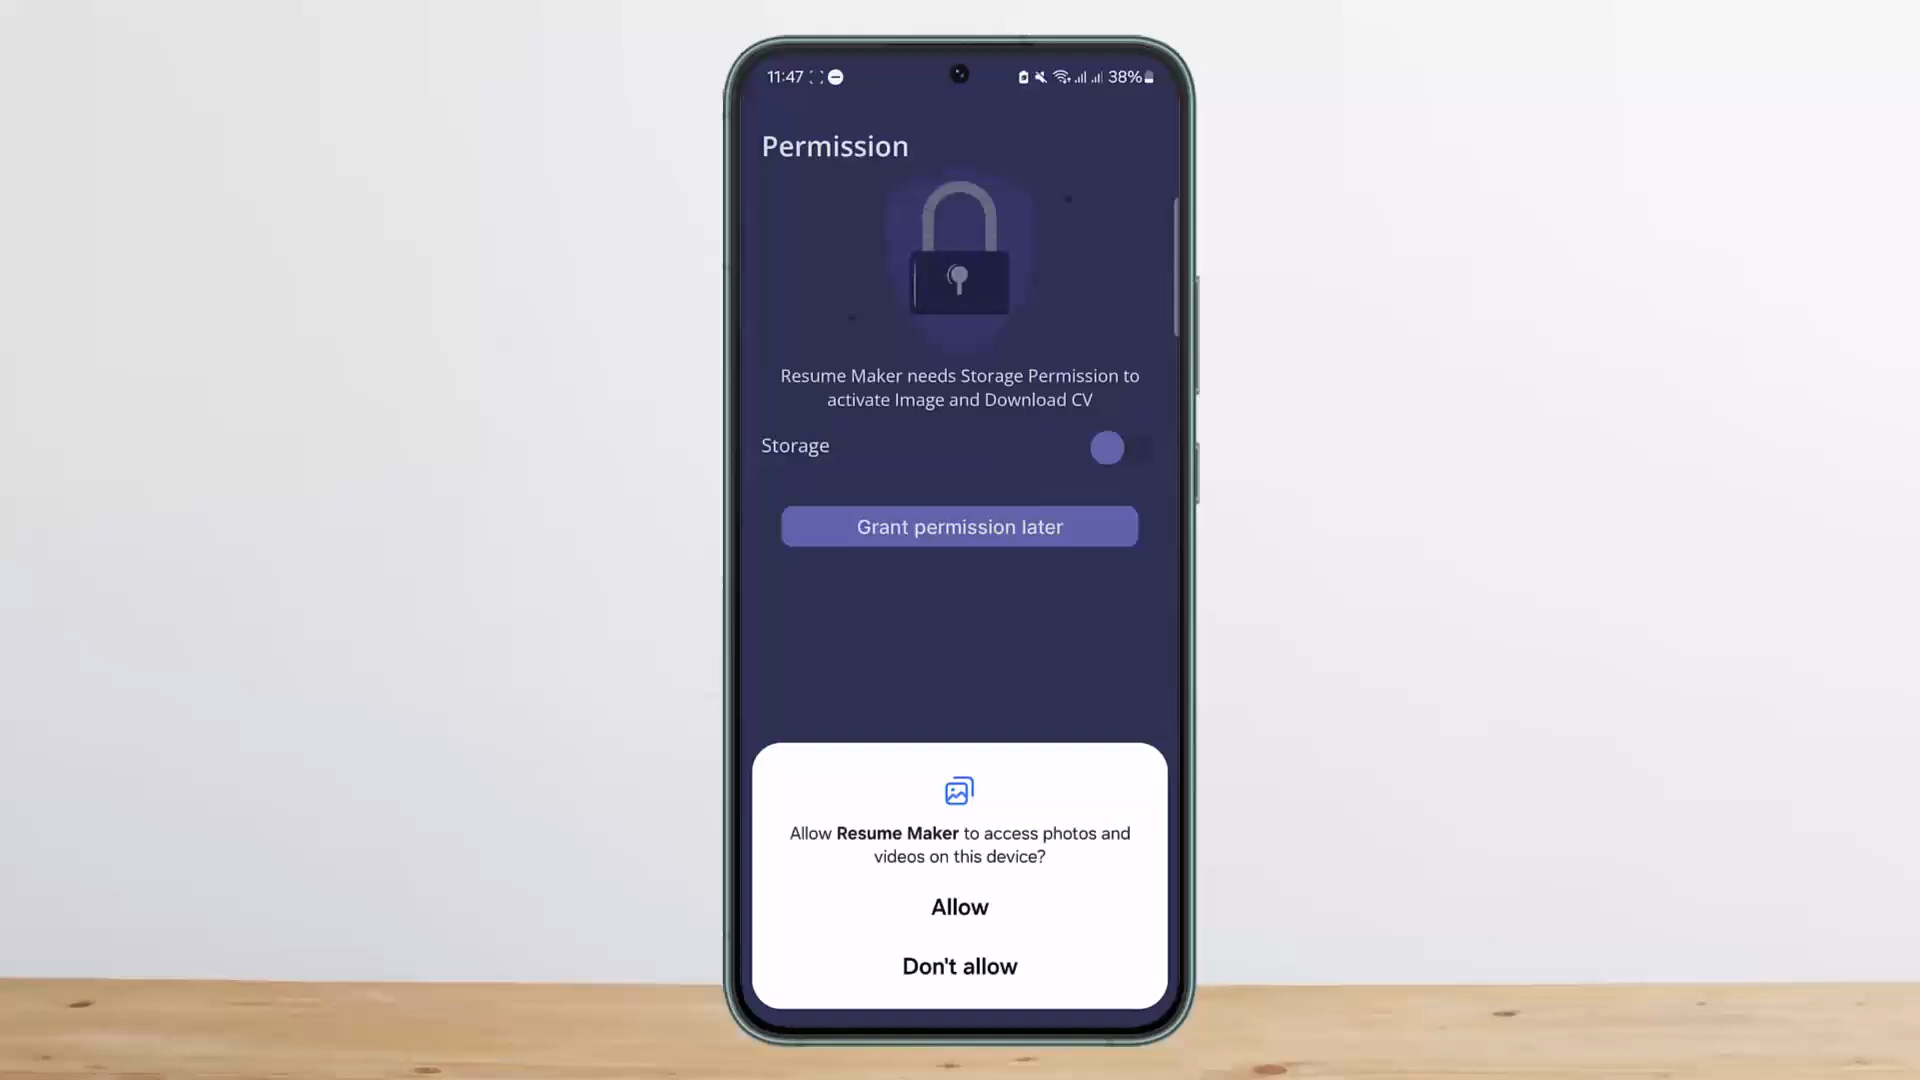 11:47
38%
Permission
Resume Maker needs Storage Permission to
activate Image and Download CV
Storage
Grant permission later
Allow Resume Maker to access photos and
videos on this device?
Allow
Don't allow